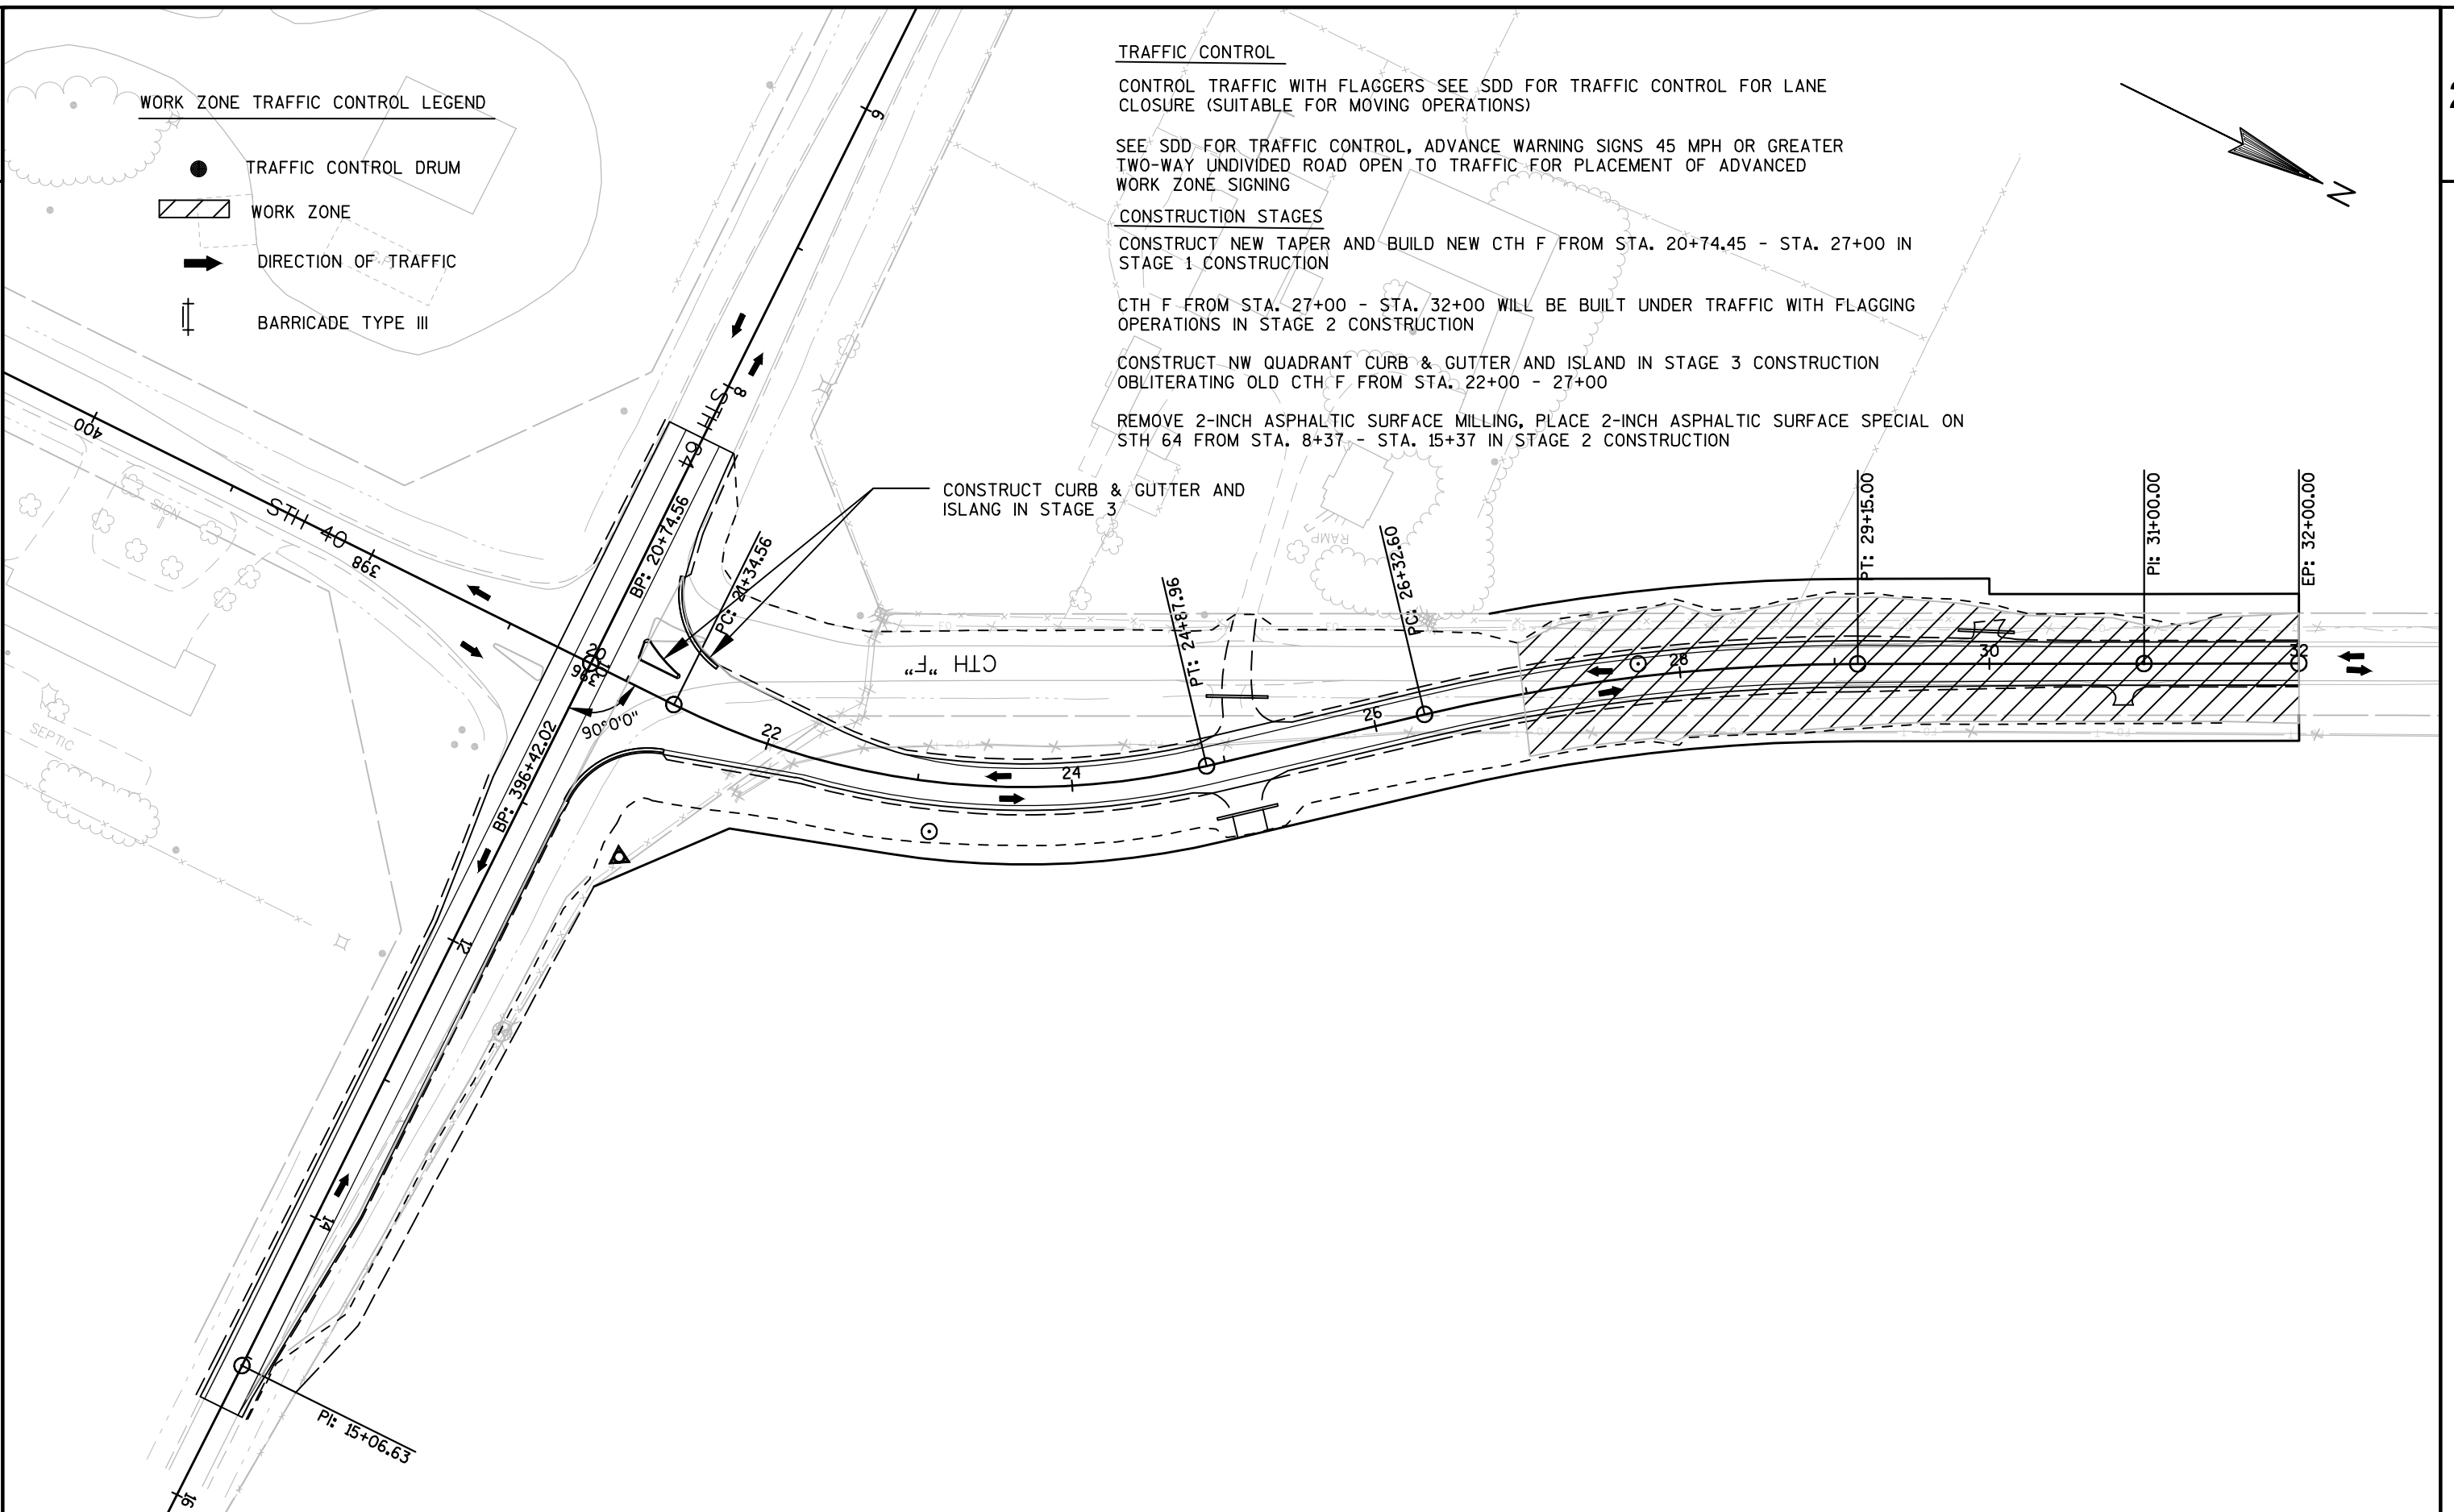 WORK ZONE TRAFFIC CONTROL LEGEND
TRAFFIC CONTROL DRUM
WORK ZONE
DIRECTION OF TRAFFIC
BARRICADE TYPE III
TRAFFIC CONTROL
CONTROL TRAFFIC WITH FLAGGERS SEE SDD FOR TRAFFIC CONTROL FOR LANE
CLOSURE (SUITABLE FOR MOVING OPERATIONS)
SEE SDD FOR TRAFFIC CONTROL, ADVANCE WARNING SIGNS 45 MPH OR GREATER
TWO-WAY UNDIVIDED ROAD OPEN TO TRAFFIC FOR PLACEMENT OF ADVANCED
WORK ZONE SIGNING
CONSTRUCTION STAGES
CONSTRUCT NEW TAPER AND BUILD NEW CTH F FROM STA. 20+74.45 - STA. 27+00 IN
STAGE 1 CONSTRUCTION
CTH F FROM STA. 27+00 - STA. 32+00 WILL BE BUILT UNDER TRAFFIC WITH FLAGGING
OPERATIONS IN STAGE 2 CONSTRUCTION
CONSTRUCT NW QUADRANT CURB & GUTTER AND ISLAND IN STAGE 3 CONSTRUCTION
OBLITERATING OLD CTH F FROM STA. 22+00 - 27+00
REMOVE 2-INCH ASPHALTIC SURFACE MILLING, PLACE 2-INCH ASPHALTIC SURFACE SPECIAL ON
STH 64 FROM STA. 8+37 - STA. 15+37 IN STAGE 2 CONSTRUCTION
N
CONSTRUCT CURB & GUTTER AND
ISLANG IN STAGE 3
400
STH 40
398
6
8
STH 64
BP: 20+74.56
PC: 21+34.56
20
396
90°0'0"
BP: 396+42.02
12
14
PI: 15+06.63
16
CTH "F"
22
24
PT: 24+87.96
PC: 26+32.60
26
28
PT: 29+15.00
30
PI: 31+00.00
32
EP: 32+00.00
SIGN
SEPTIC
RAMP